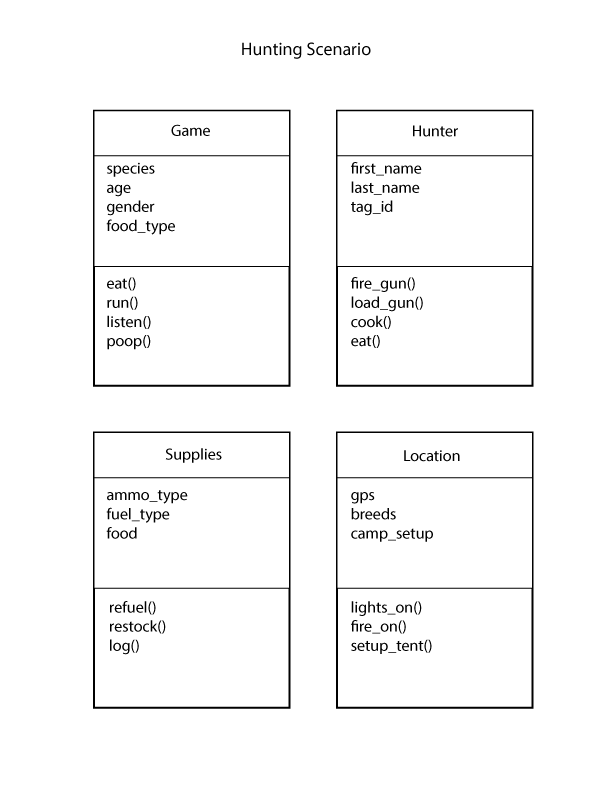 Hunting Scenario
Game
species
age
gender
food_type
eat()
run()
listen()
poop()
Hunter
first_name
last_name
tag_id
fire_gun()
load_gun()
cook()
eat()
Supplies
ammo_type
fuel_type
food
refuel()
restock()
log()
Location
gps
breeds
camp_setup
lights_on()
fire_on()
setup_tent()